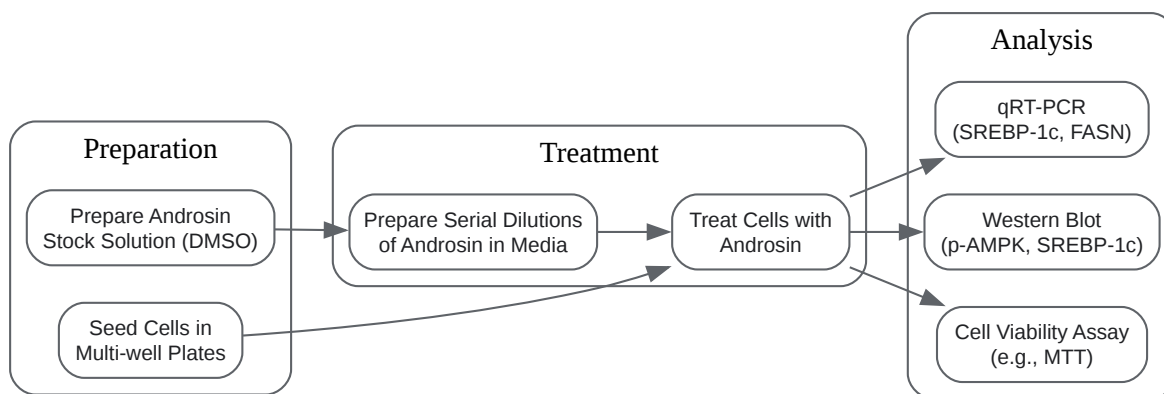 Preparation
Prepare Androsin
Stock Solution (DMSO)
Seed Cells in
Multi-well Plates
Treatment
Prepare Serial Dilutions
of Androsin in Media
Treat Cells with
Androsin
Analysis
qRT-PCR
(SREBP-1c, FASN)
Western Blot
(p-AMPK, SREBP-1c)
Cell Viability Assay
(e.g., MTT)